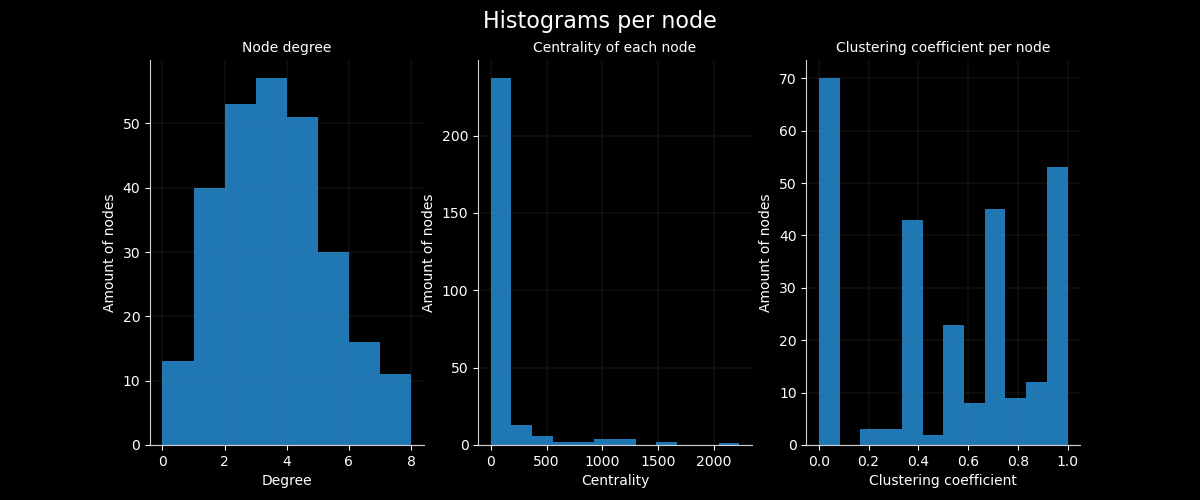 Histograms per node
Node degree
Amount of nodes
50
40
30
20
10
0
0 2 4 6 8
Degree
Centrality of each node
Amount of nodes
200
150
100
50
0
0 500 1000 1500 2000
Centrality
Clustering coefficient per node
Amount of nodes
70
60
50
40
30
20
10
0
0.0 0.2 0.4 0.6 0.8 1.0
Clustering coefficient